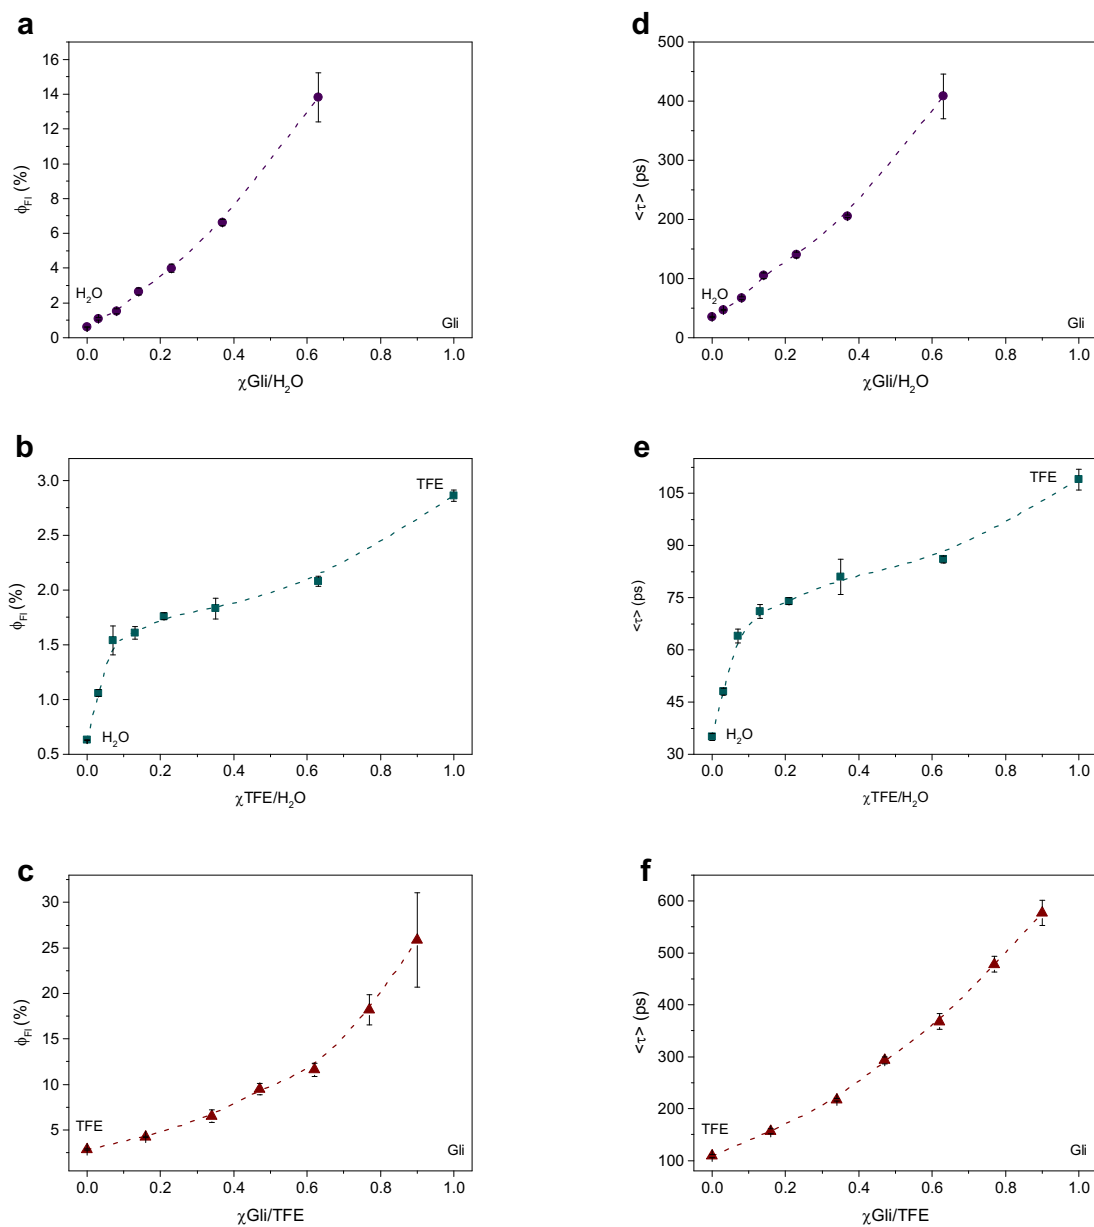 a
16
14
12
10
8
6
4
2
0
ϕFl (%)
H2O
Gli
0.0 0.2 0.4 0.6 0.8 1.0
χGli/H2O
d
500
400
300
200
100
0
<τ> (ps)
H2O
Gli
0.0 0.2 0.4 0.6 0.8 1.0
χGli/H2O
b
3.0
2.5
2.0
1.5
1.0
0.5
ϕFl (%)
TFE
H2O
0.0 0.2 0.4 0.6 0.8 1.0
χTFE/H2O
e
105
90
75
60
45
30
<τ> (ps)
TFE
H2O
0.0 0.2 0.4 0.6 0.8 1.0
χTFE/H2O
c
30
25
20
15
10
5
ϕFl (%)
TFE
Gli
0.0 0.2 0.4 0.6 0.8 1.0
χGli/TFE
f
600
500
400
300
200
100
<τ> (ps)
TFE
Gli
0.0 0.2 0.4 0.6 0.8 1.0
χGli/TFE